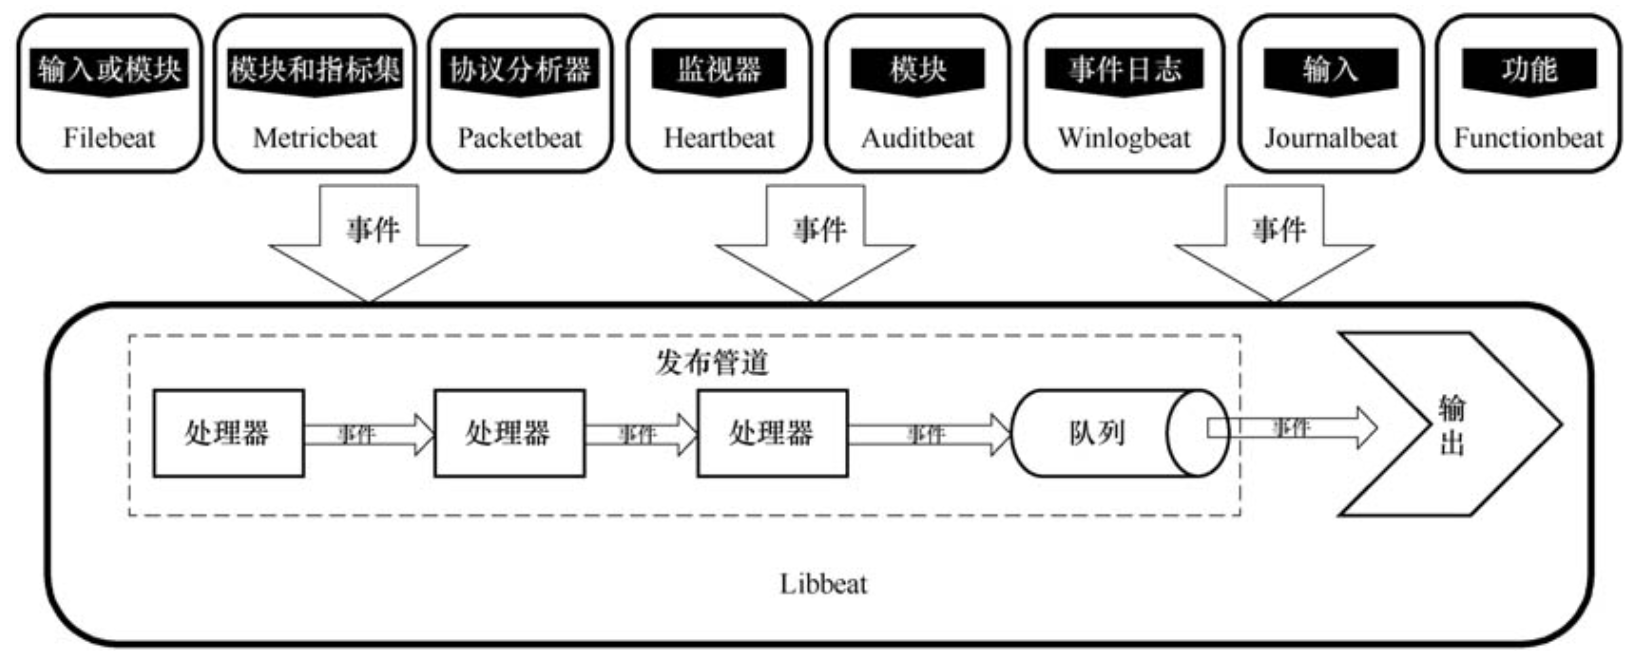 输入或模块
Filebeat
模块和指标集
Metricbeat
协议分析器
Packetbeat
监视器
Heartbeat
模块
Auditbeat
事件日志
Winlogbeat
输入
Journalbeat
功能
Functionbeat
事件
事件
事件
发布管道
处理器
事件
处理器
事件
处理器
事件
队列
事件
输
出
Libbeat